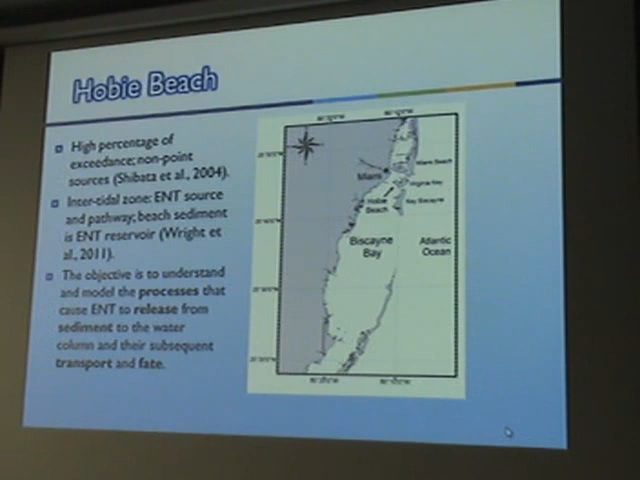 Hobie Beach
High percentage of
exceedance; non-point
sources (Shibata et al., 2004).
Inter-tidal zone: ENT source
and pathway; beach sediment
is ENT reservoir (Wright et
al., 2011).
The objective is to understand
and model the processes that
cause ENT to release from
sediment to the water
column and their subsequent
transport and fate.
Miami Beach
Miami
Virginia Key
Hobie
Beach
Key Biscayne
Biscayne
Bay
Atlantic
Ocean